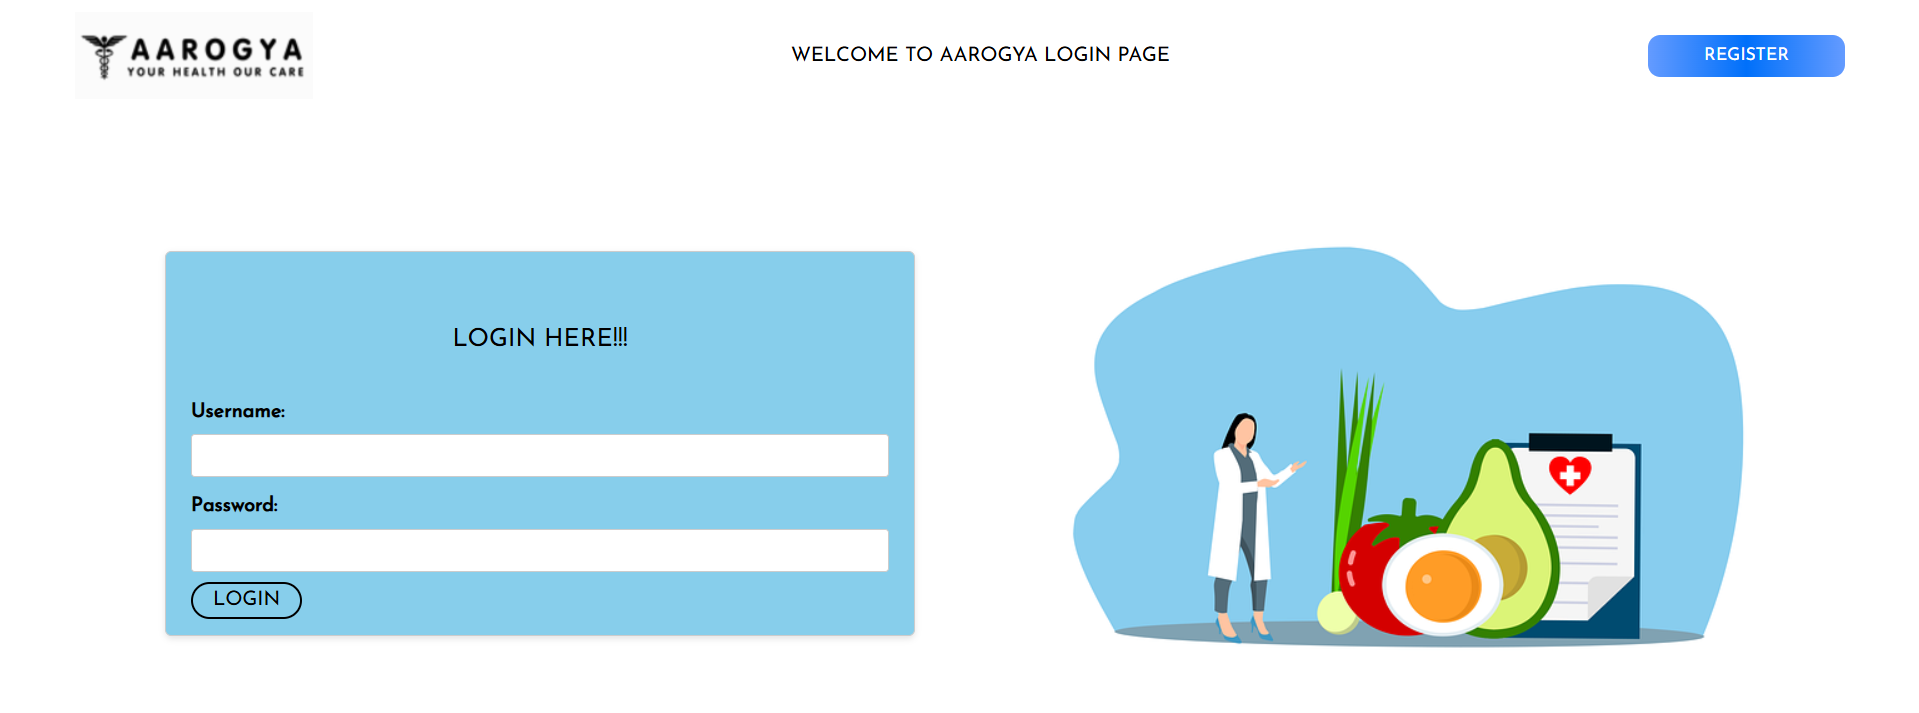 AAROGYA
YOUR HEALTH OUR CARE
WELCOME TO AAROGYA LOGIN PAGE
REGISTER
LOGIN HERE!!!
Username:
Password:
LOGIN